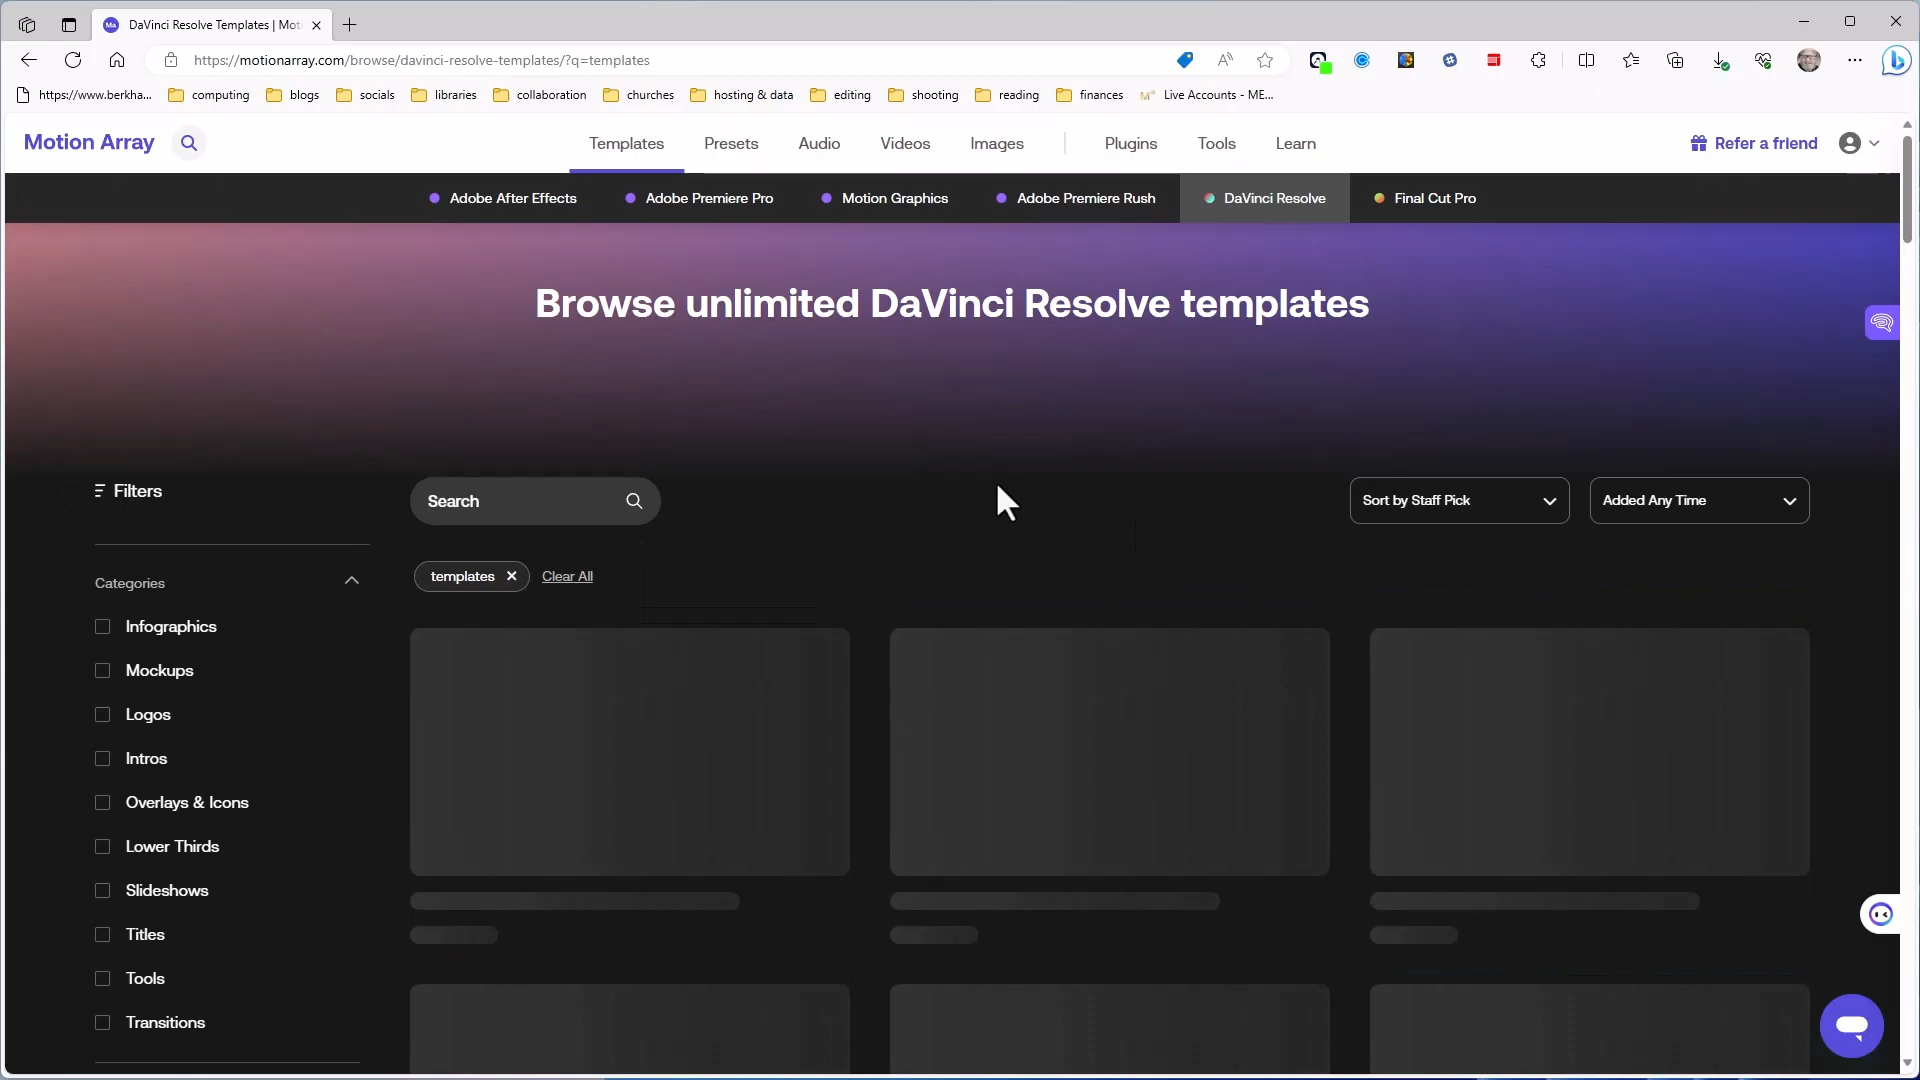 DaVinci Resolve Templates | Mot
https://motionarray.com/browse/davinci-resolve-templates/?q=templates
https://www.berkha...
computing
blogs
socials
libraries
collaboration
churches
hosting & data
editing
shooting
reading
finances
Live Accounts - ME...
Motion Array
Templates
Presets
Audio
Videos
Images
Plugins
Tools
Learn
Refer a friend
Adobe After Effects
Adobe Premiere Pro
Motion Graphics
Adobe Premiere Rush
DaVinci Resolve
Final Cut Pro
Browse unlimited DaVinci Resolve templates
Filters
Search
Sort by Staff Pick
Added Any Time
templates
Clear All
Categories
Infographics
Mockups
Logos
Intros
Overlays & Icons
Lower Thirds
Slideshows
Titles
Tools
Transitions